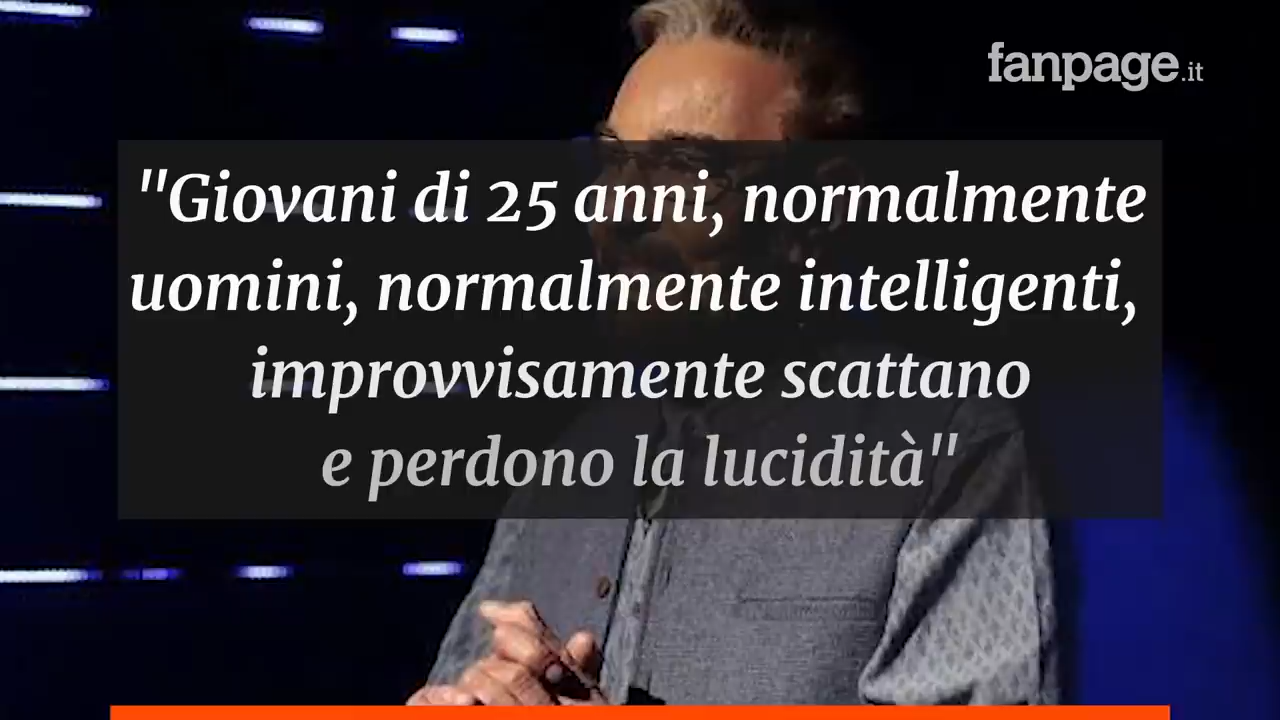 fanpage.it
"Giovani di 25 anni, normalmente
uomini, normalmente intelligenti,
improvvisamente scattano
e perdono la lucidità"